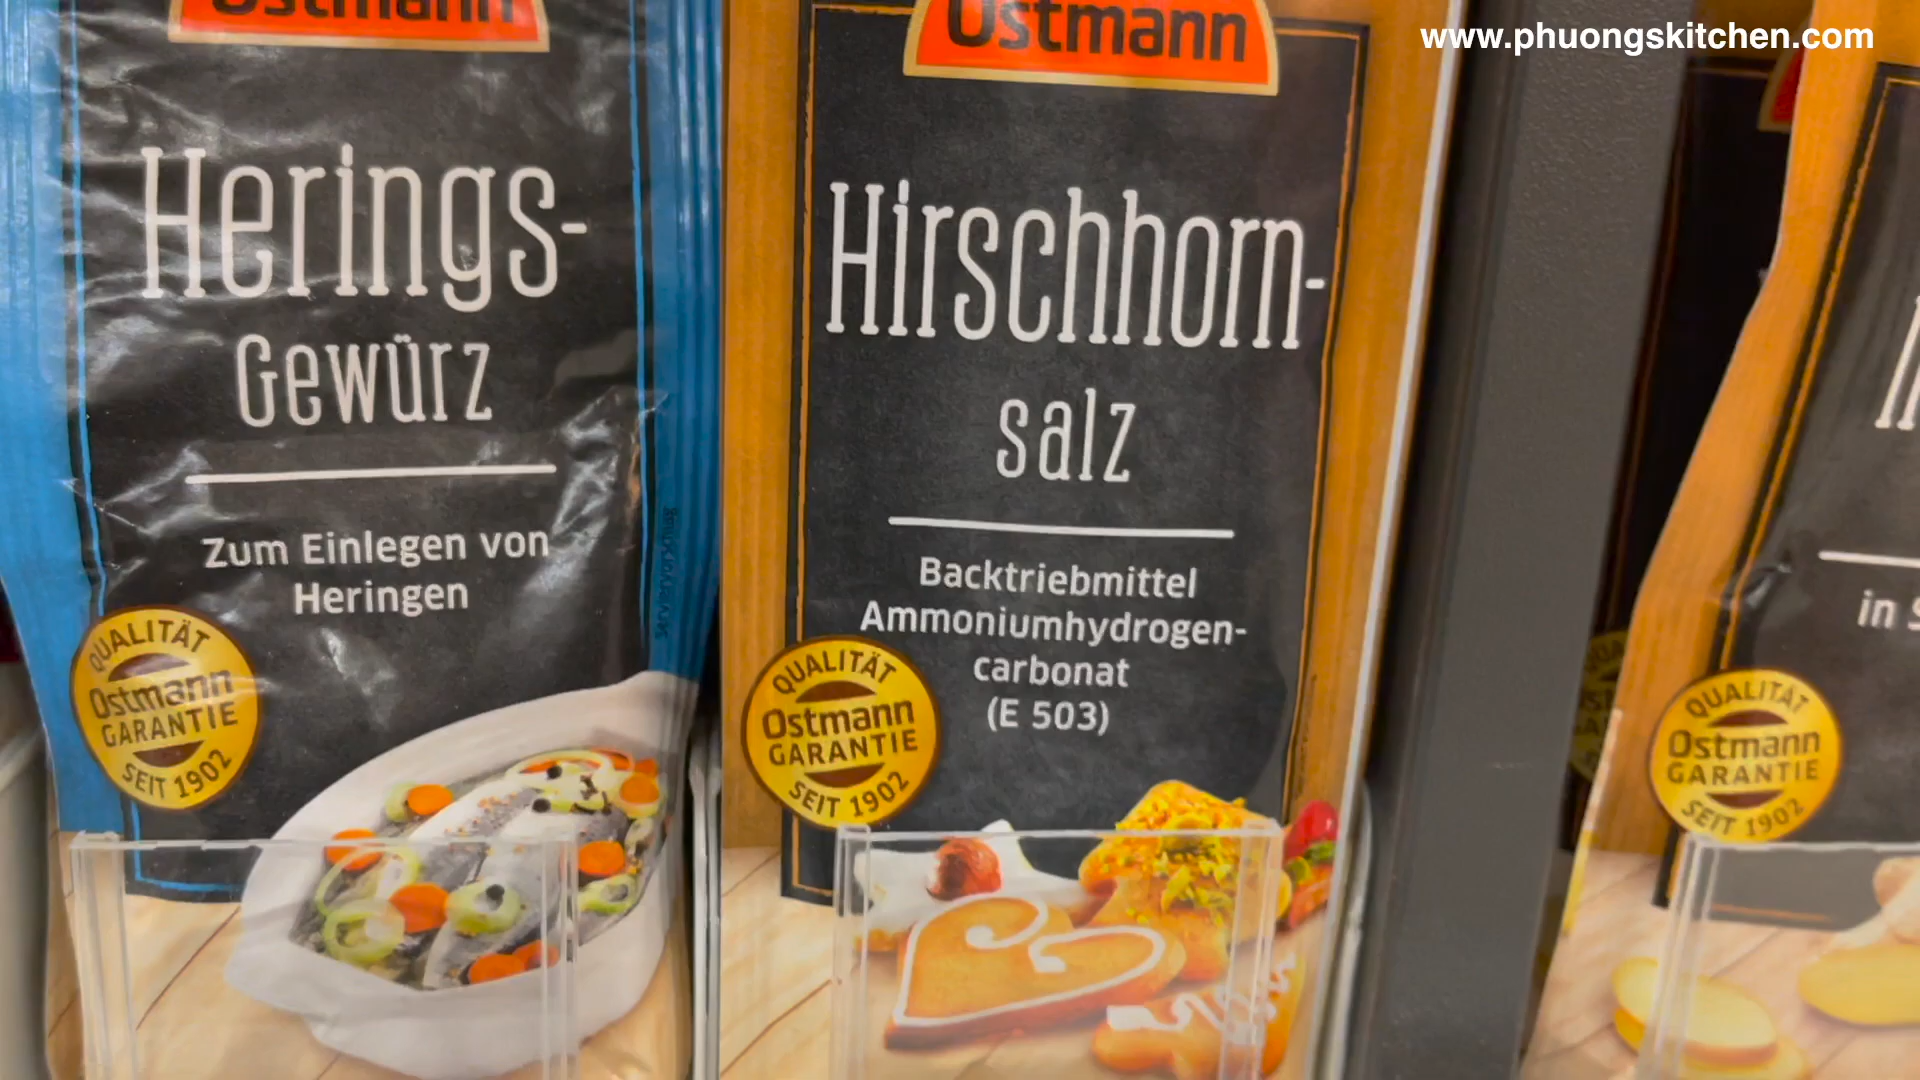 www.phuongskitchen.com
Ostmann
Herings-
Gewürz
Zum Einlegen von
Heringen
QUALITÄT
Ostmann
GARANTIE
SEIT 1902
Ostmann
Hirschhorn-
salz
Backtriebmittel
Ammoniumhydrogen-
carbonat
(E 503)
QUALITÄT
Ostmann
GARANTIE
SEIT 1902
in
QUALITÄT
Ostmann
GARANTIE
SEIT 1902